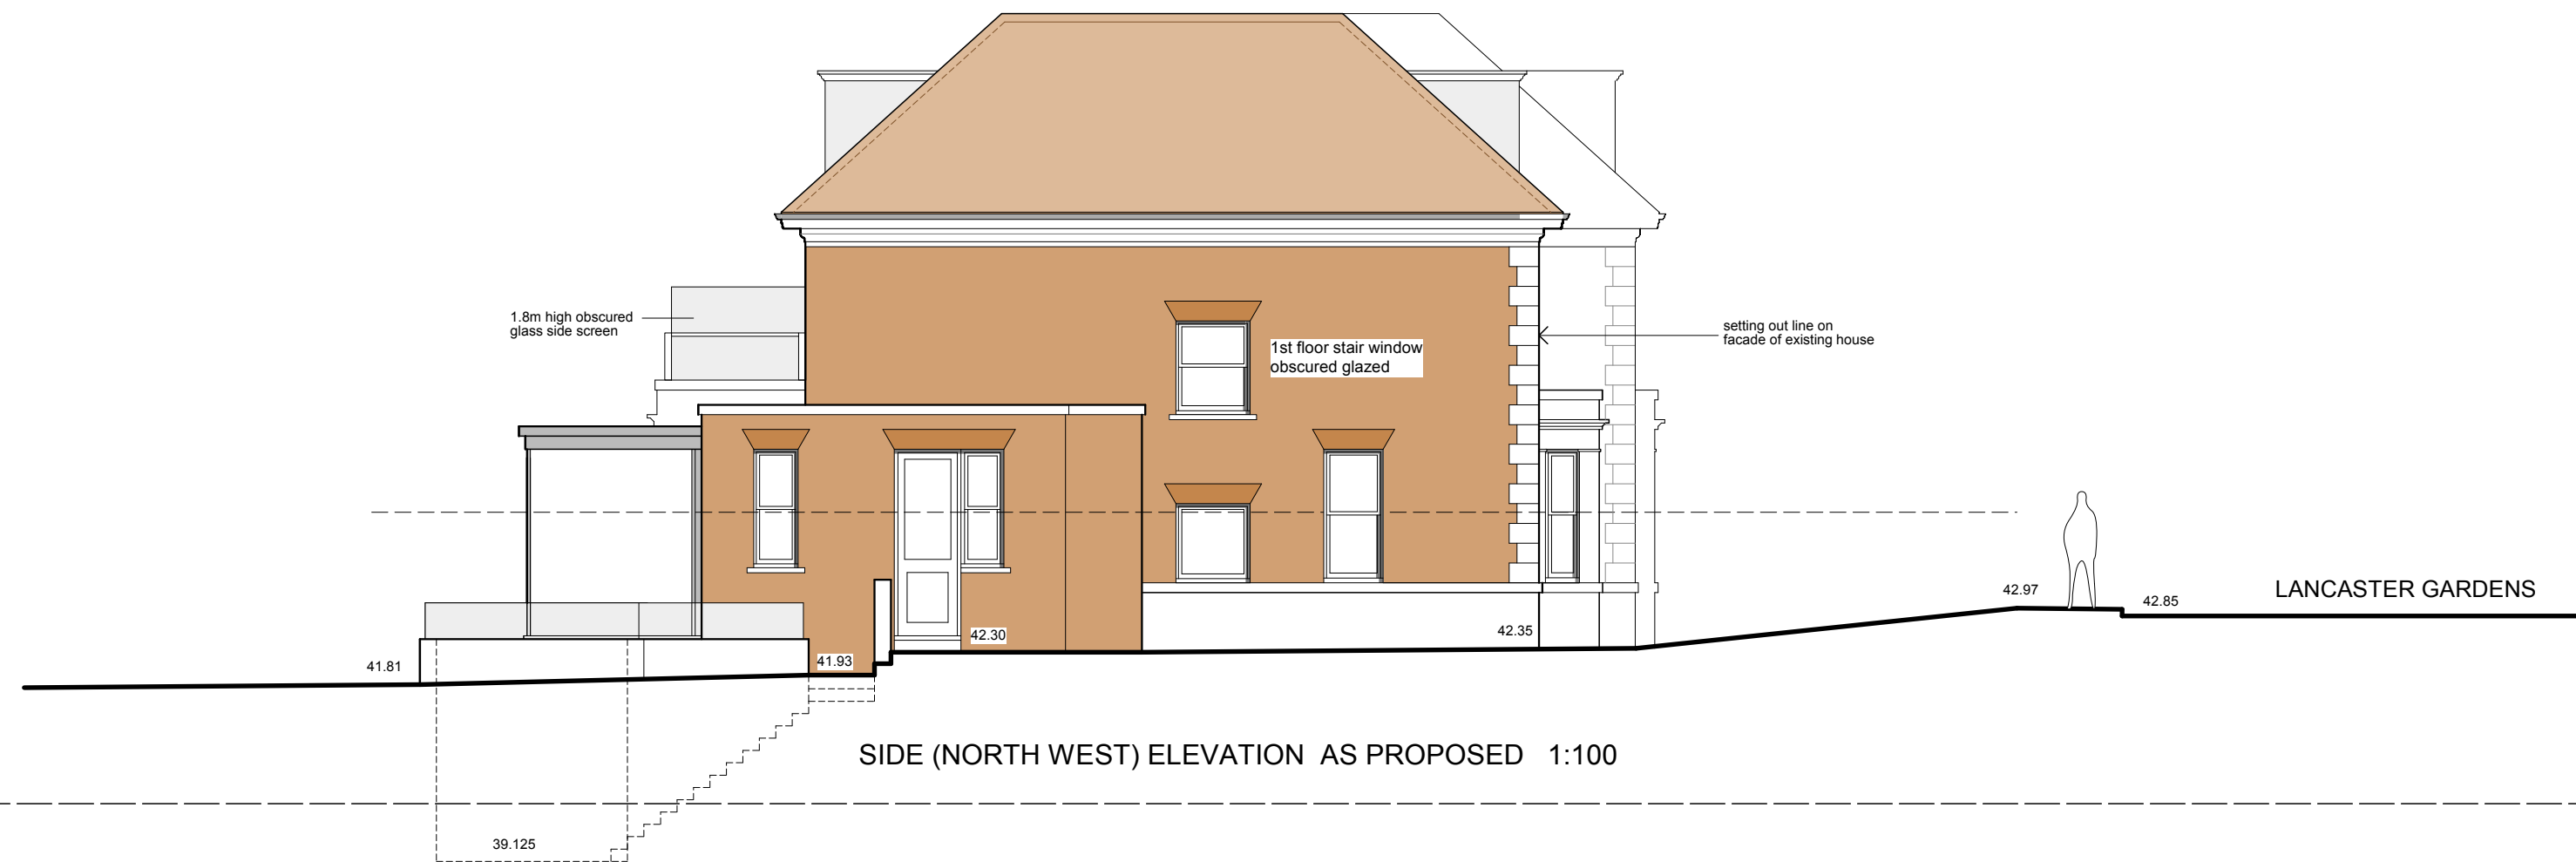 1.8m high obscured
glass side screen
1st floor stair window
obscured glazed
setting out line on
facade of existing house
42.97
42.85
LANCASTER GARDENS
42.30
42.35
41.81
41.93
SIDE (NORTH WEST) ELEVATION AS PROPOSED 1:100
39.125